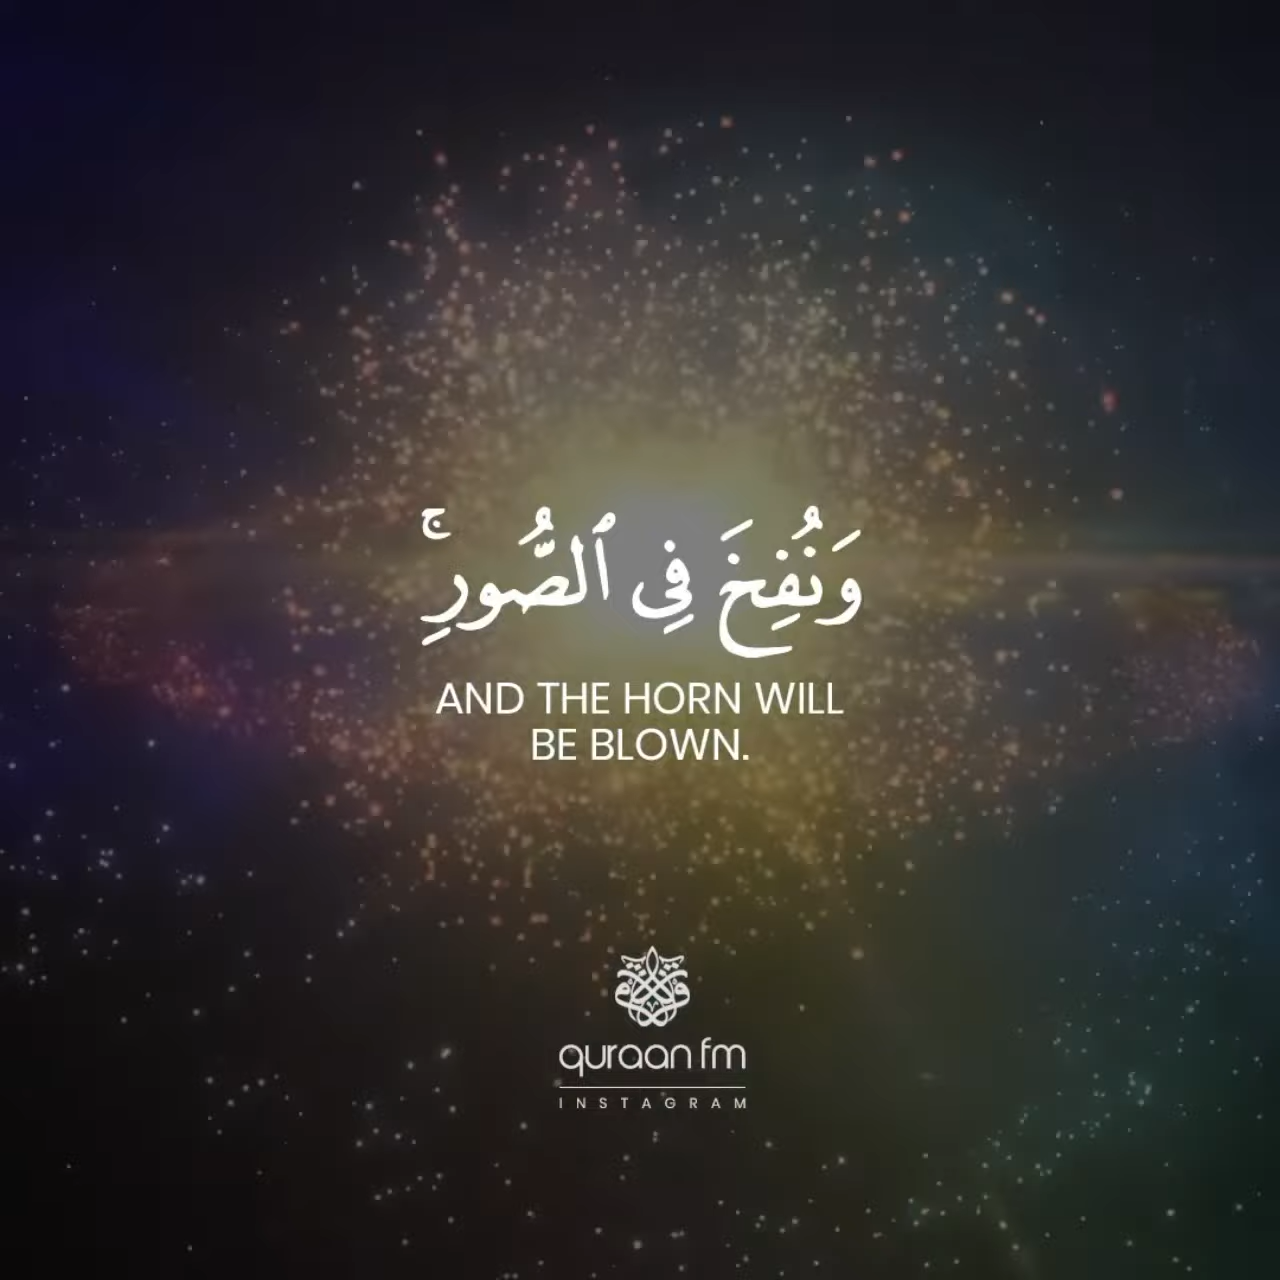 وَنُفِخَ فِى ٱلصُّورِ ۚ
AND THE HORN WILL
BE BLOWN.
quraan fm
INSTAGRAM